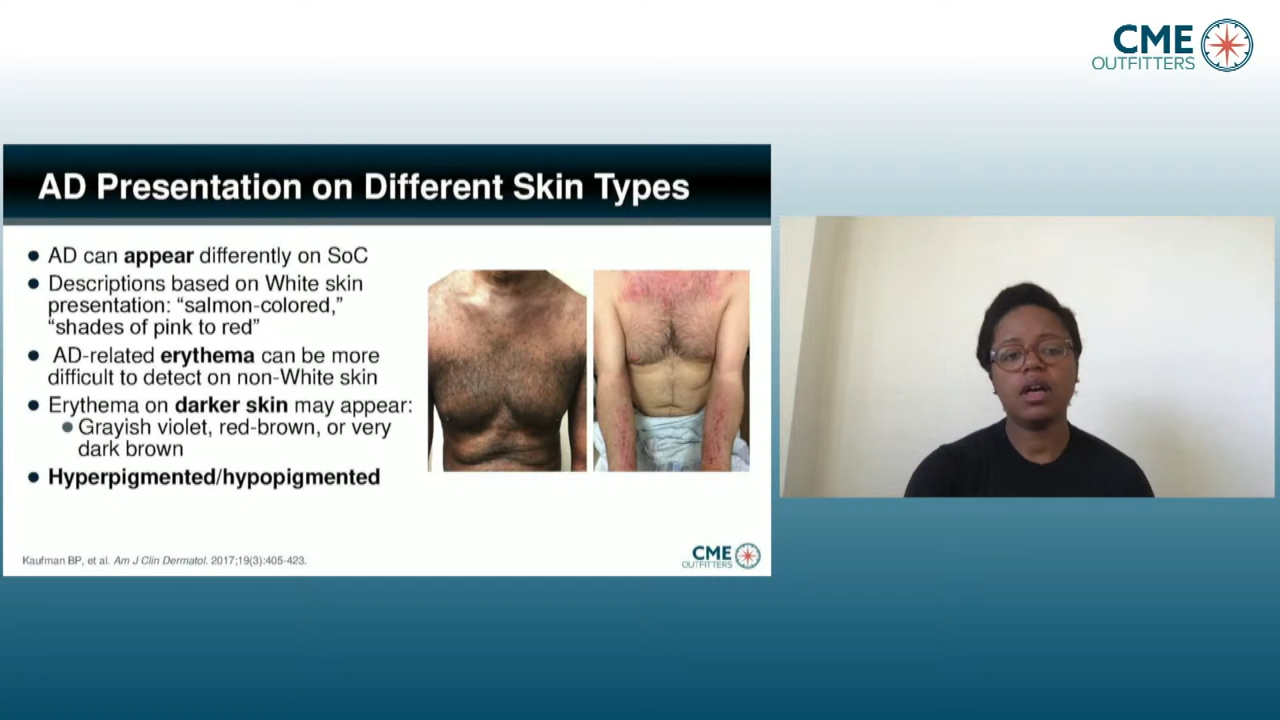 CME
OUTFITTERS
AD Presentation on Different Skin Types
● AD can appear differently on SoC
● Descriptions based on White skin
presentation: “salmon-colored,”
“shades of pink to red”
● AD-related erythema can be more
difficult to detect on non-White skin
● Erythema on darker skin may appear:
● Grayish violet, red-brown, or very
dark brown
● Hyperpigmented/hypopigmented
Kaufman BP, et al. Am J Clin Dermatol. 2017;19(3):405-423.
CME
OUTFITTERS